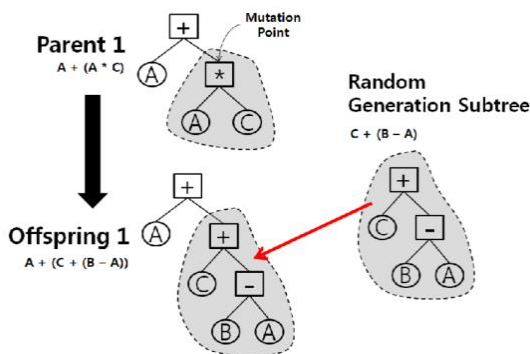 Mutation
Point
Parent 1
A + (A * C)
+
A
*
A
C
Random
Generation Subtree
C + (B – A)
+
C
-
B
A
Offspring 1
A + (C + (B – A))
+
A
+
C
-
B
A